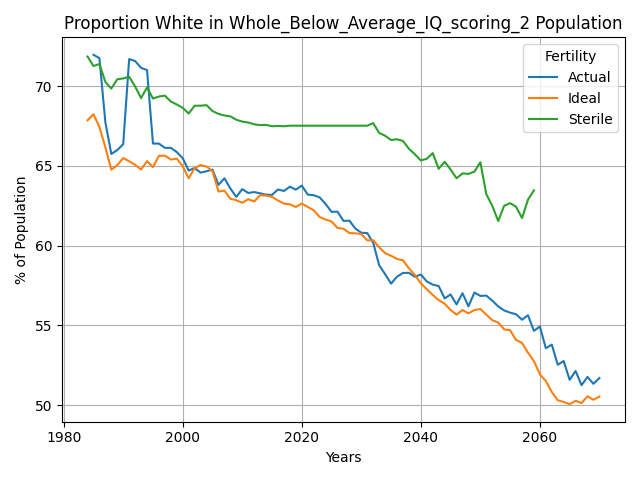 Proportion White in Whole_Below_Average_IQ_scoring_2 Population
% of Population
70
65
60
55
50
Fertility
Actual
Ideal
Sterile
1980
2000
2020
2040
2060
Years